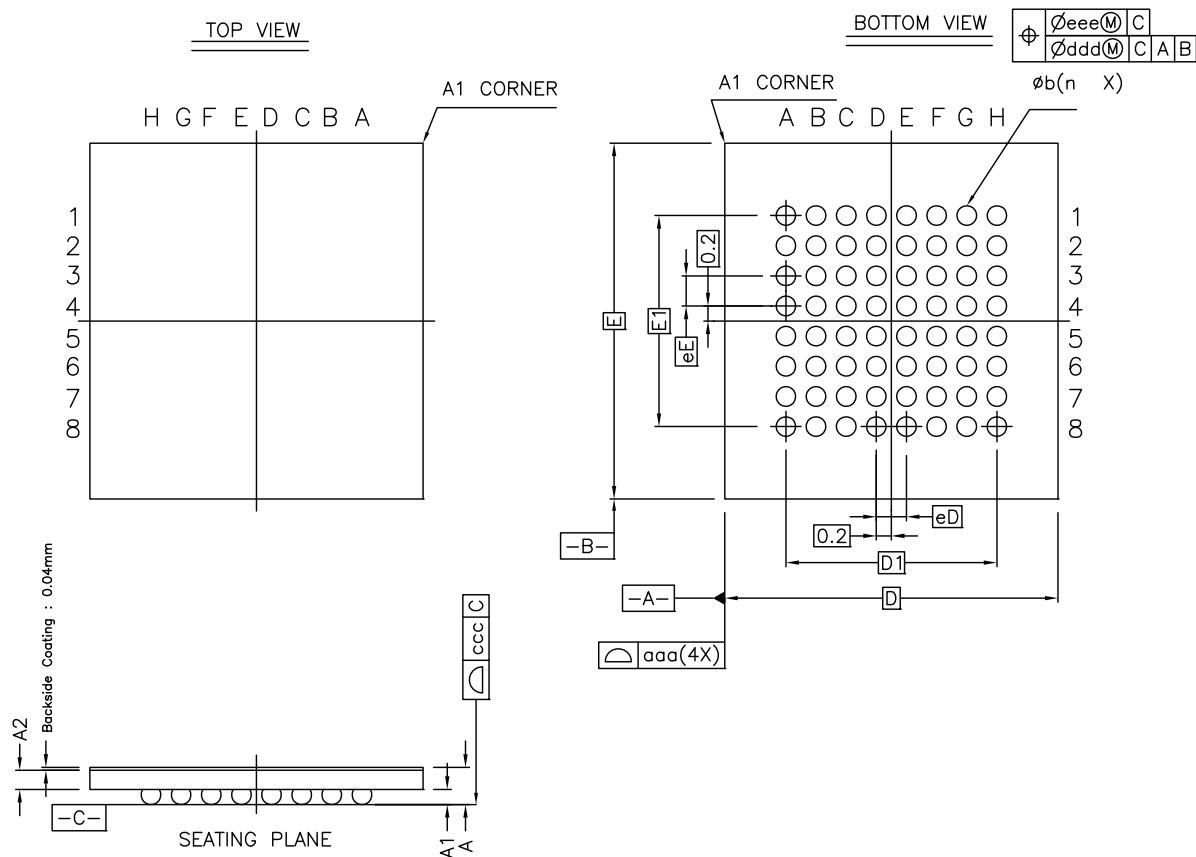 TOP VIEW
A1 CORNER
H G F E D C B A
1
2
3
4
5
6
7
8
BOTTOM VIEW
Øeee Ⓜ C
Øddd Ⓜ C A B
A1 CORNER
øb(n X)
A B C D E F G H
1
2
3
4
5
6
7
8
0.2
E
E1
eE
eD
0.2
D1
D
-B-
-A-
aaa(4X)
Backside Coating : 0.04mm
A2
ccc C
-C-
SEATING PLANE
A1
A